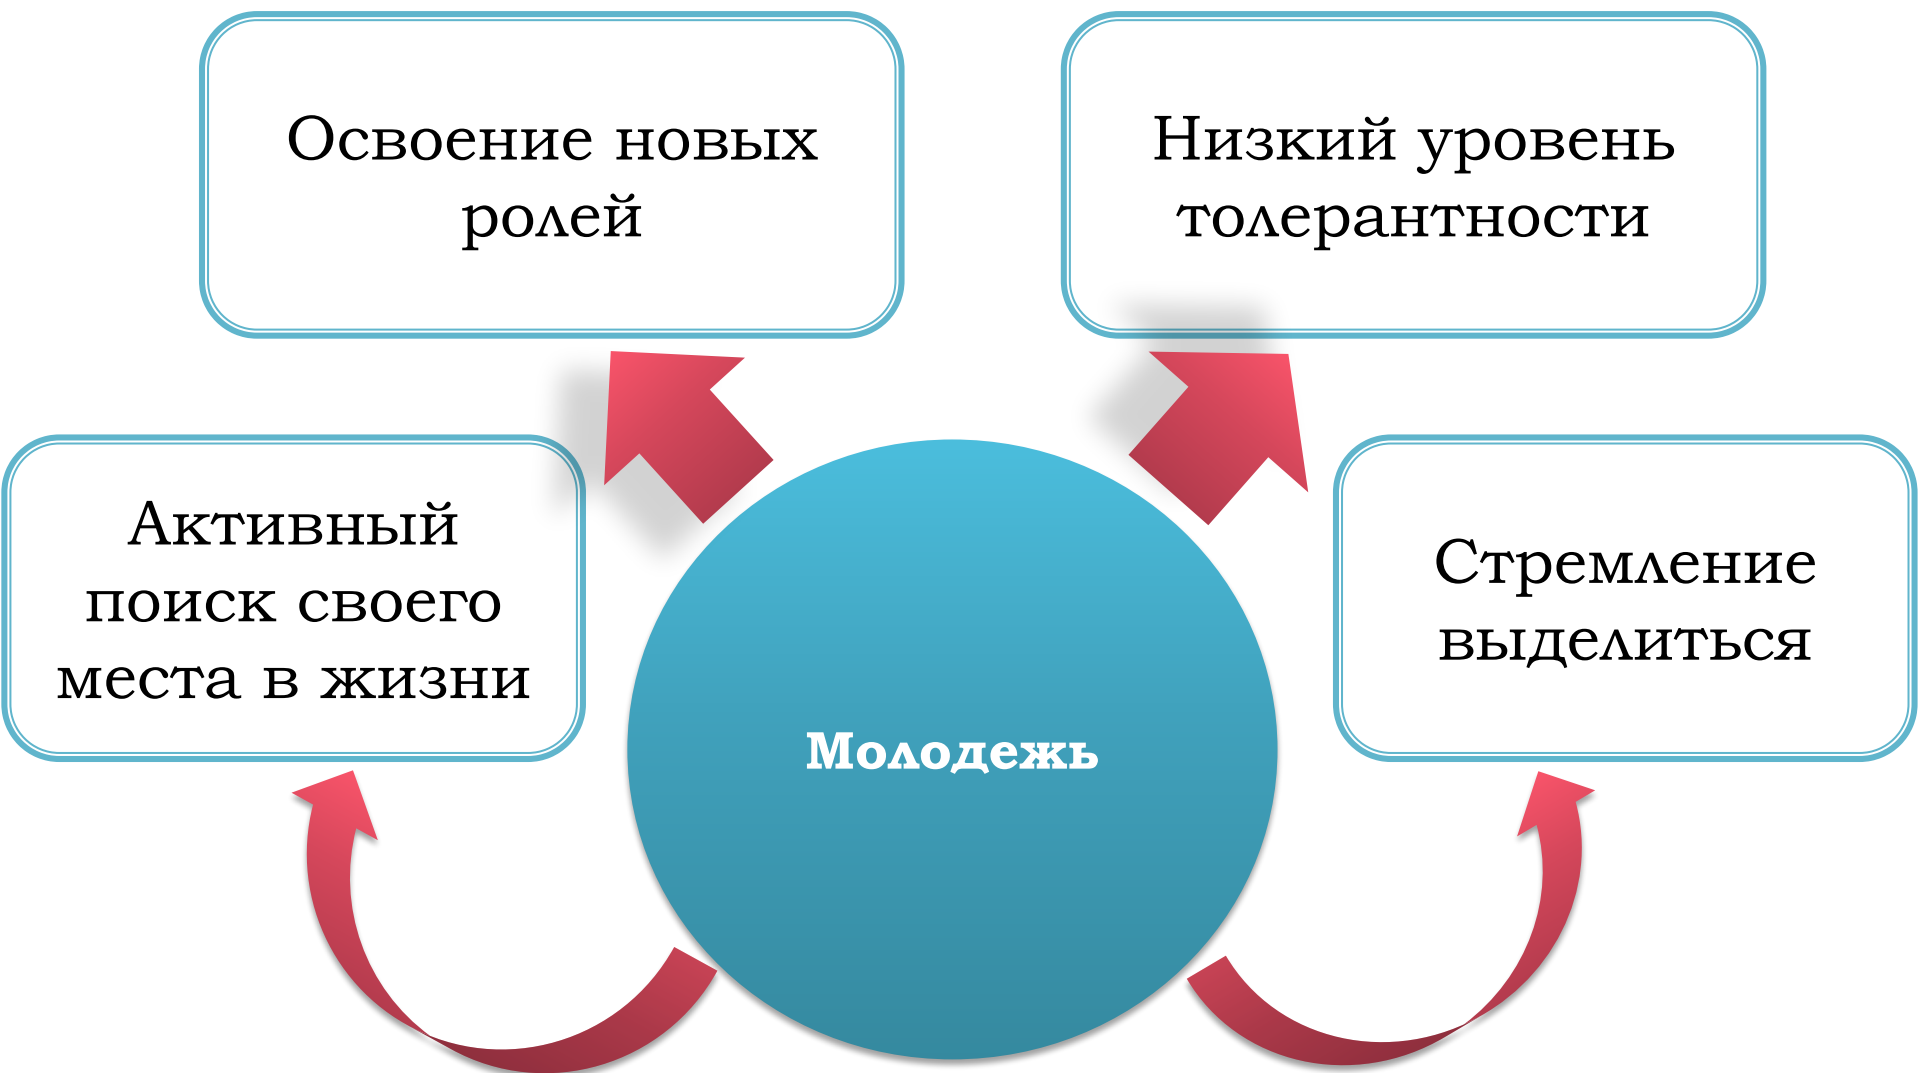 Освоение новых
ролей
Низкий уровень
толерантности
Активный
поиск своего
места в жизни
Стремление
выделиться
Молодежь